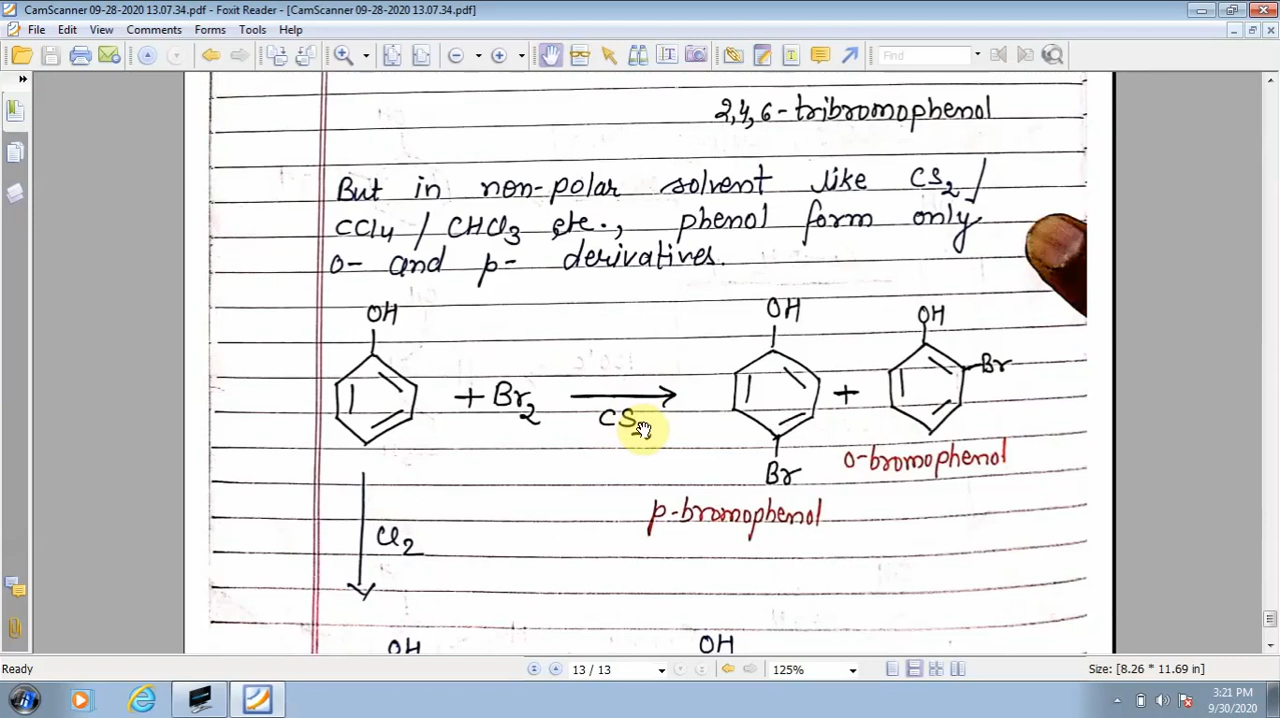 CamScanner 09-28-2020 13.07.34.pdf - Foxit Reader - [CamScanner 09-28-2020 13.07.34.pdf]
File Edit View Comments Forms Tools Help
Find
2,4,6-tribromophenol
But in non-polar solvent like CS2/
CCl4 / CHCl3 etc., phenol form only
o- and p- derivatives.
OH OH OH
Br
+ Br2 CS2 +
Br o-bromophenol
p-bromophenol
Cl2
OH OH
Ready 13 / 13 125% Size: [8.26 * 11.69 in]
3:21 PM
9/30/2020